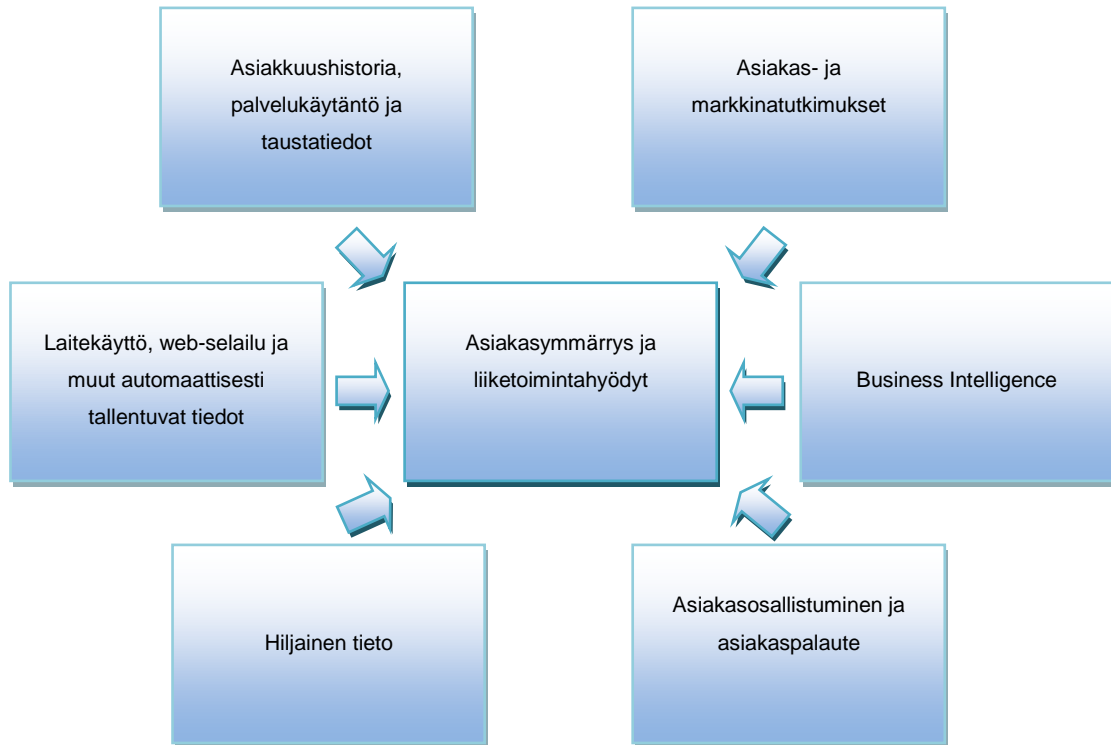 Asiakkuushistoria,
palvelukäytäntö ja
taustatiedot
Asiakas- ja
markkinatutkimukset
Laitekäyttö, web-selailu ja
muut automaattisesti
tallentuvat tiedot
Asiakasymmärrys ja
liiketoimintahyödyt
Business Intelligence
Hiljainen tieto
Asiakasosallistuminen ja
asiakaspalaute